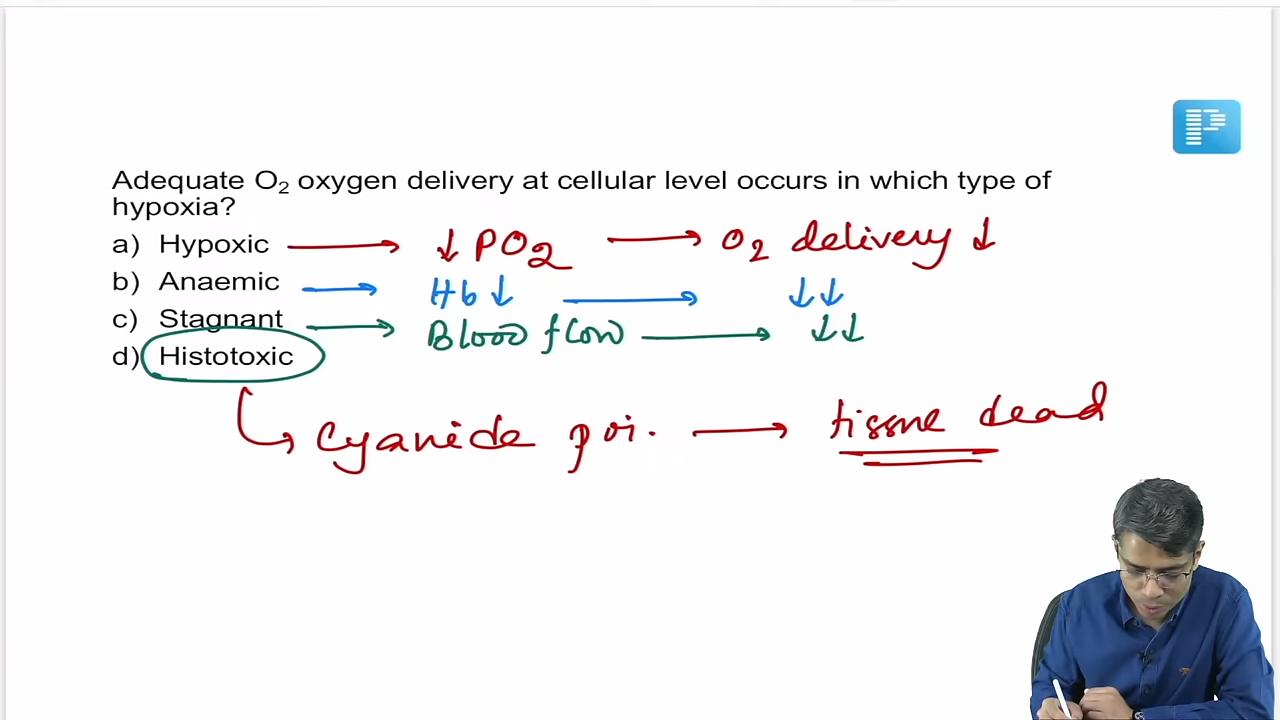 Adequate O₂ oxygen delivery at cellular level occurs in which type of
hypoxia?
a) Hypoxic → ↓ PO₂ → O₂ delivery ↓
b) Anaemic → Hb ↓ → ↓↓
c) Stagnant → Blood flow → ↓↓
d) Histotoxic
↳ Cyanide poi. → tissue dead